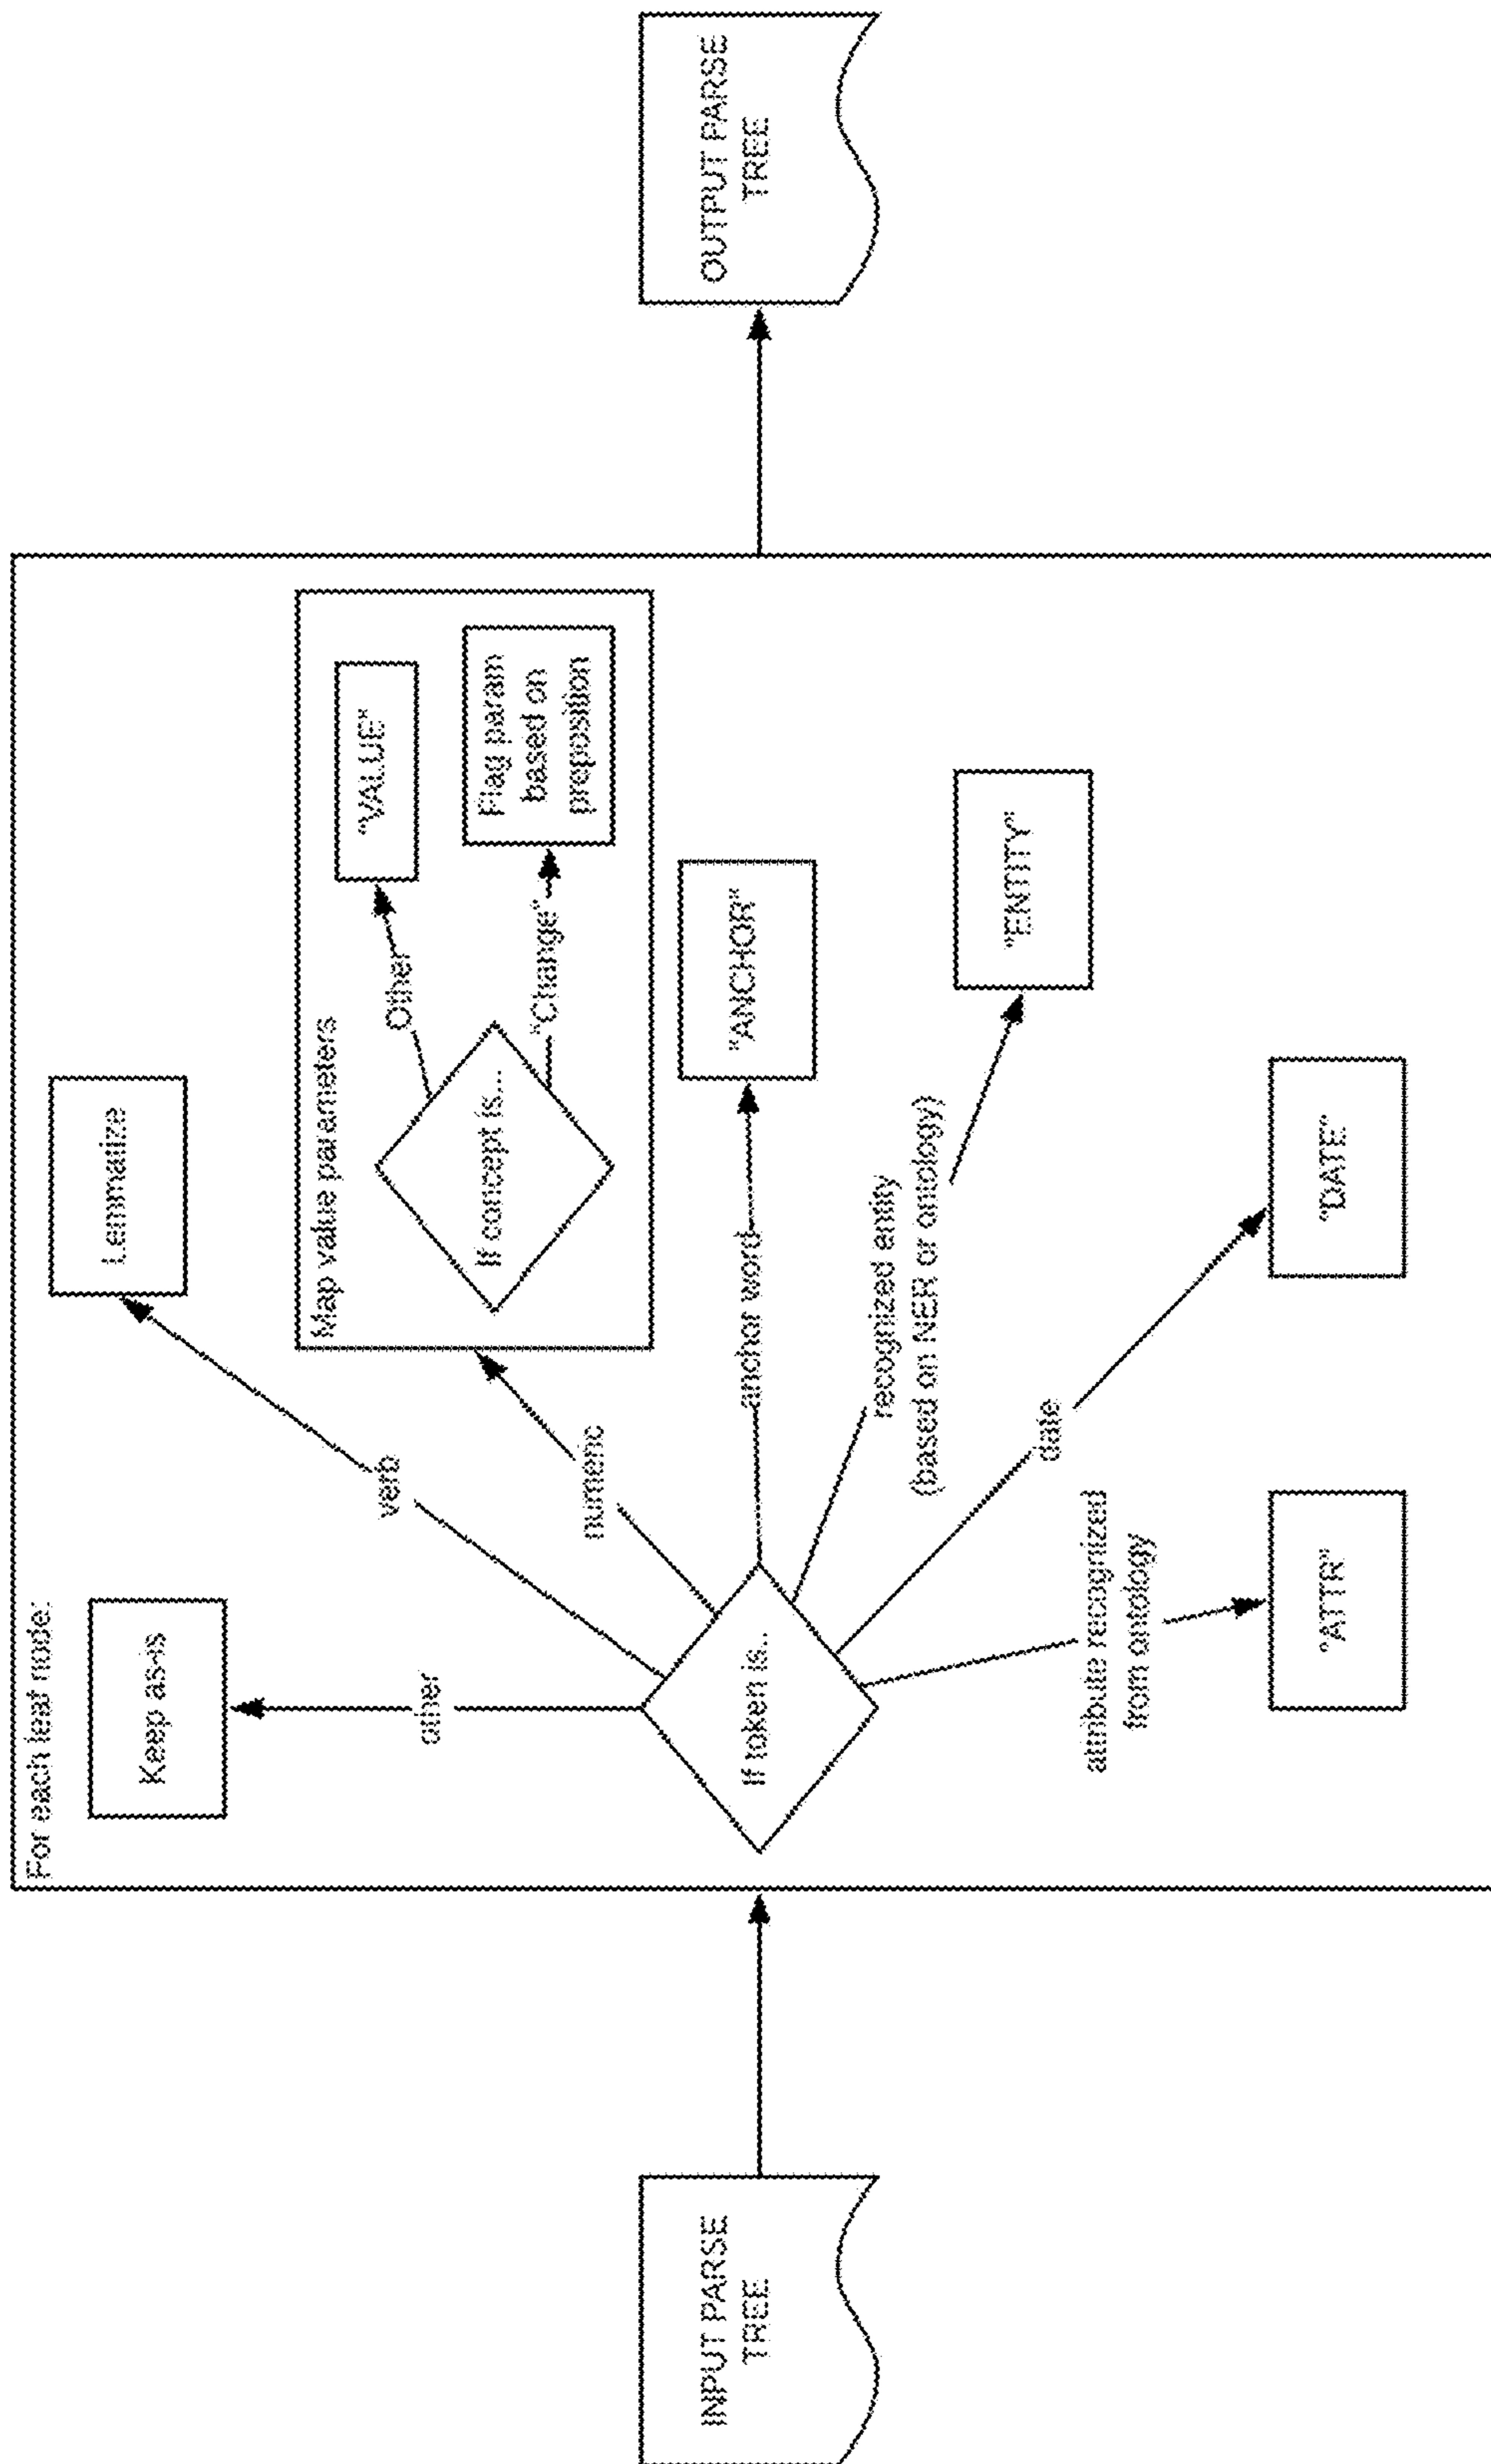 INPUT PARSE
TREE
For each leaf node:
Keep as-is
other
If token is..
attribute recognized
from ontology
"ATTR"
verb
Lemmatize
numeric
Map value parameters
If concept is...
Other
"VALUE"
"Change"
Flag param
based on
preposition
anchor word
"ANCHOR"
recognized entity
(based on NER or ontology)
"ENTITY"
date
"DATE"
OUTPUT PARSE
TREE